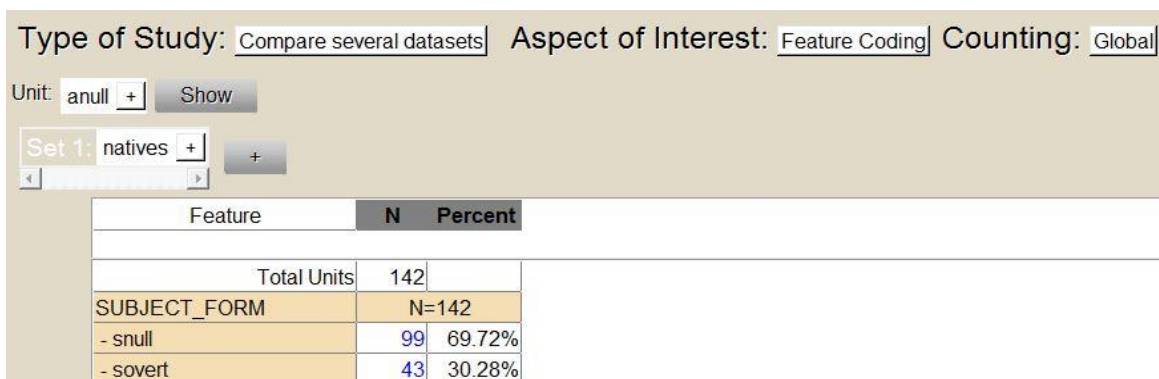 Type of Study: Compare several datasets Aspect of Interest: Feature Coding Counting: Global
Unit: anull + Show
Set 1: natives + +
Feature N Percent
Total Units 142
SUBJECT_FORM N=142
- snull 99 69.72%
- sovert 43 30.28%